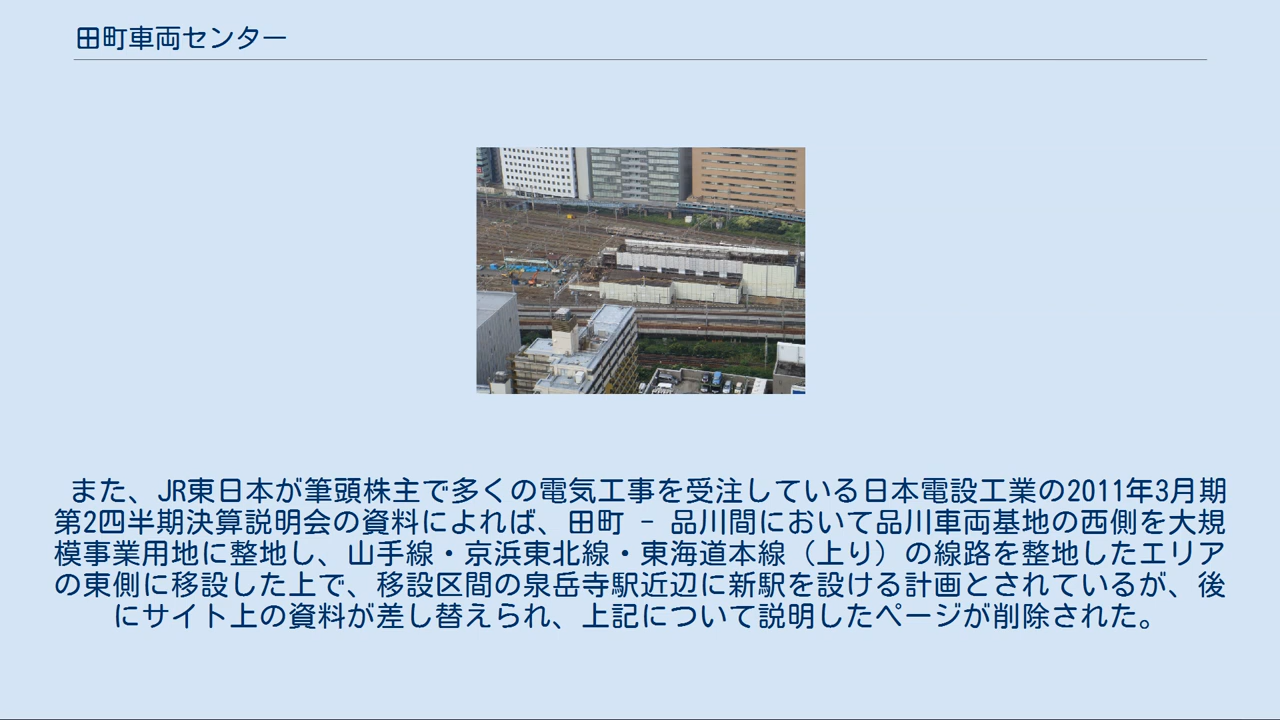 田町車両センター
また、JR東日本が筆頭株主で多くの電気工事を受注している日本電設工業の2011年3月期
第2四半期決算説明会の資料によれば、田町 - 品川間において品川車両基地の西側を大規
模事業用地に整地し、山手線・京浜東北線・東海道本線（上り）の線路を整地したエリア
の東側に移設した上で、移設区間の泉岳寺駅近辺に新駅を設ける計画とされているが、後
にサイト上の資料が差し替えられ、上記について説明したページが削除された。